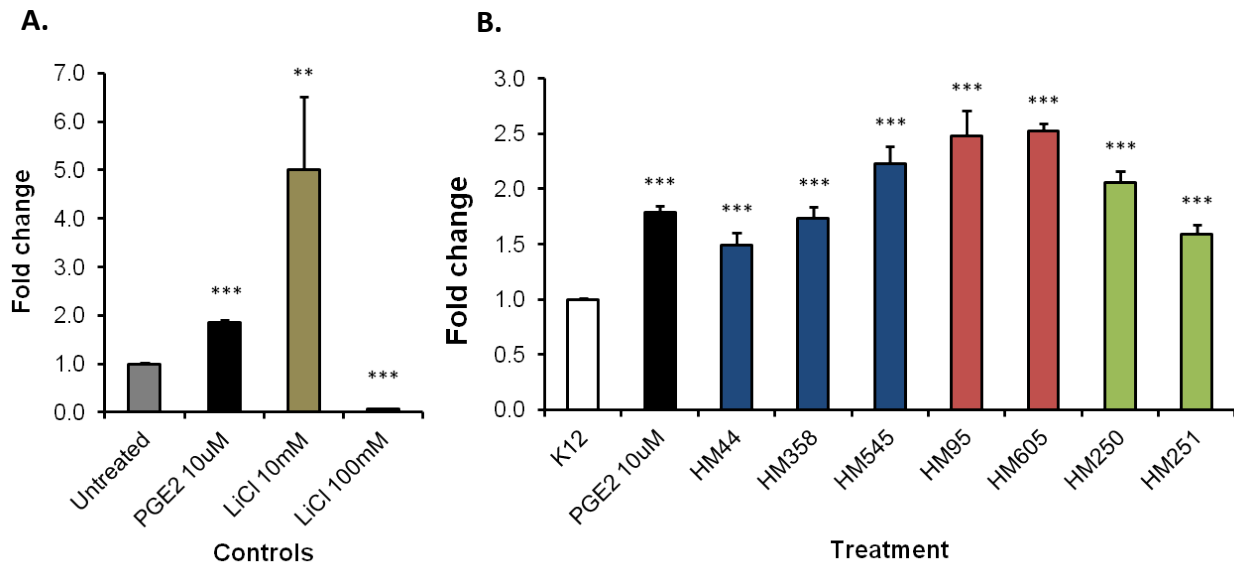 A.
7.0
6.0
5.0
4.0
3.0
2.0
1.0
0.0
Fold change
***
**
***
Untreated
PGE2 10uM
LiCl 10mM
LiCl 100mM
Controls
B.
3.0
2.5
2.0
1.5
1.0
0.5
0.0
Fold change
***
***
***
***
***
***
***
***
K12
PGE2 10uM
HM44
HM358
HM545
HM95
HM605
HM250
HM251
Treatment